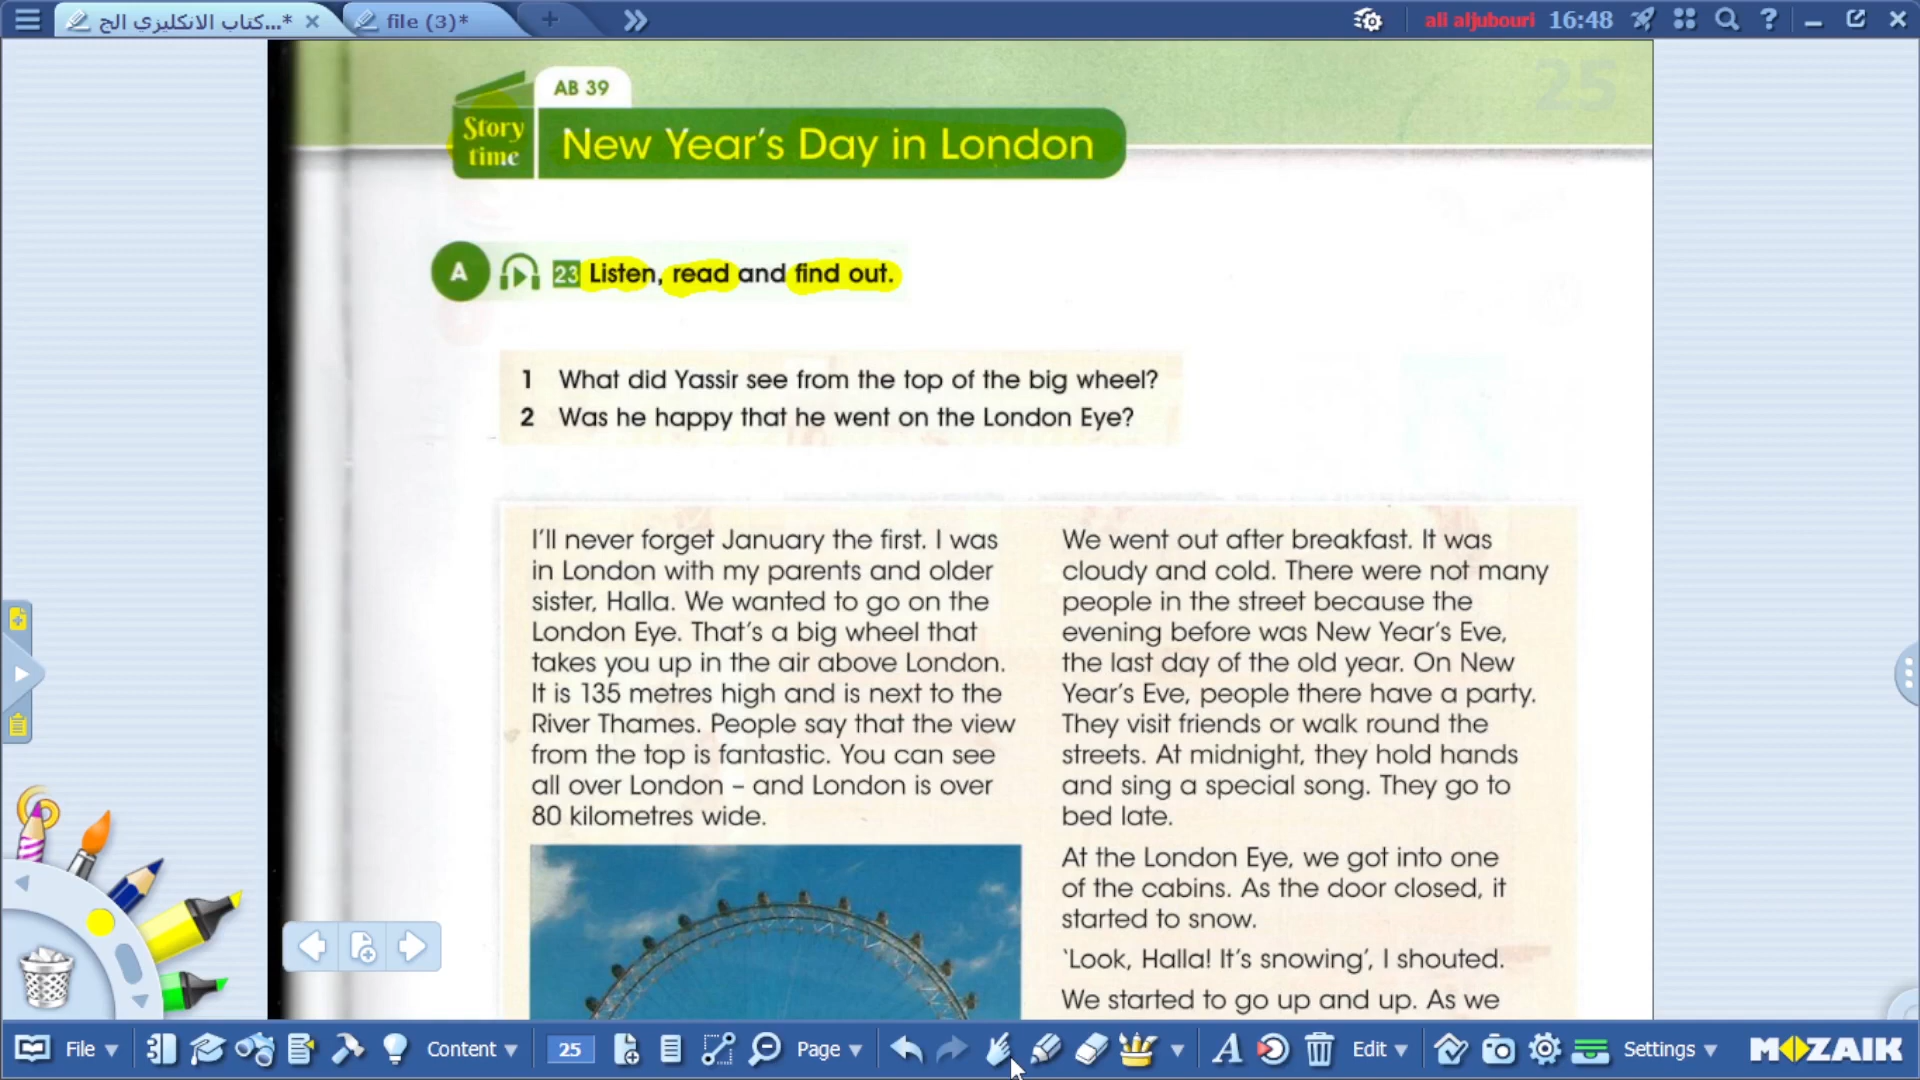 كتاب الانكليزي الج...*
file (3)*
ali aljubouri 16:48
25
AB 39
Story time
New Year's Day in London
A 23 Listen, read and find out.
1 What did Yassir see from the top of the big wheel?
2 Was he happy that he went on the London Eye?
I'll never forget January the first. I was
in London with my parents and older
sister, Halla. We wanted to go on the
London Eye. That's a big wheel that
takes you up in the air above London.
It is 135 metres high and is next to the
River Thames. People say that the view
from the top is fantastic. You can see
all over London – and London is over
80 kilometres wide.
We went out after breakfast. It was
cloudy and cold. There were not many
people in the street because the
evening before was New Year's Eve,
the last day of the old year. On New
Year's Eve, people there have a party.
They visit friends or walk round the
streets. At midnight, they hold hands
and sing a special song. They go to
bed late.
At the London Eye, we got into one
of the cabins. As the door closed, it
started to snow.
'Look, Halla! It's snowing', I shouted.
We started to go up and up. As we
File Content 25 Page Edit Settings MOZAIK